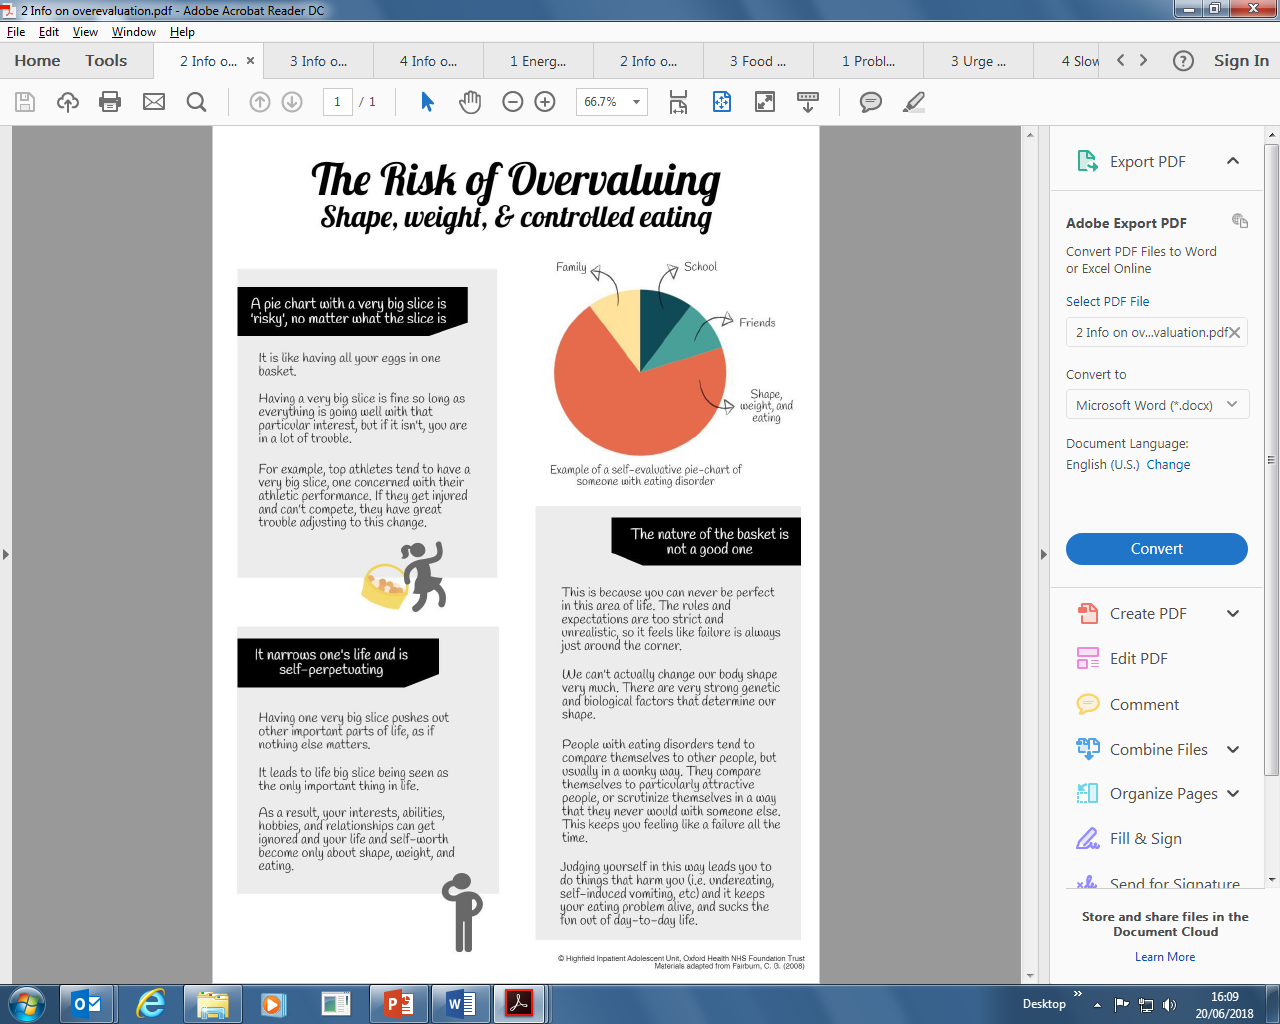 2 Info on overevaluation.pdf - Adobe Acrobat Reader DC
File Edit View Window Help
Home Tools 2 Info o... × 3 Info o... 4 Info o... 1 Energ... 2 Info o... 3 Food ... 1 Probl... 3 Urge ... 4 Slow ? Sign In
1 / 1 66.7%
The Risk of Overvaluing
Shape, weight, & controlled eating
A pie chart with a very big slice is
'risky', no matter what the slice is
It is like having all your eggs in one
basket.
Having a very big slice is fine so long as
everything is going well with that
particular interest, but if it isn't, you are
in a lot of trouble.
For example, top athletes tend to have a
very big slice, one concerned with their
athletic performance. If they get injured
and can't compete, they have great
trouble adjusting to this change.
It narrows one's life and is
self-perpetuating
Having one very big slice pushes out
other important parts of life, as if
nothing else matters.
It leads to life big slice being seen as
the only important thing in life.
As a result, your interests, abilities,
hobbies, and relationships can get
ignored and your life and self-worth
become only about shape, weight, and
eating.
Family
School
Friends
Shape,
weight, and
eating
Example of a self-evaluative pie-chart of
someone with eating disorder
The nature of the basket is
not a good one
This is because you can never be perfect
in this area of life. The rules and
expectations are too strict and
unrealistic, so it feels like failure is always
just around the corner.
We can't actually change our body shape
very much. There are very strong genetic
and biological factors that determine our
shape.
People with eating disorders tend to
compare themselves to other people, but
usually in a wonky way. They compare
themselves to particularly attractive
people, or scrutinize themselves in a way
that they never would with someone else.
This keeps you feeling like a failure all the
time.
Judging yourself in this way leads you to
do things that harm you (i.e. undereating,
self-induced vomiting, etc) and it keeps
your eating problem alive, and sucks the
fun out of day-to-day life.
© Highfield Inpatient Adolescent Unit, Oxford Health NHS Foundation Trust
Materials adapted from Fairburn, C. G. (2008)
Export PDF
Adobe Export PDF
Convert PDF Files to Word
or Excel Online
Select PDF File
2 Info on ov...valuation.pdf
Convert to
Microsoft Word (*.docx)
Document Language:
English (U.S.) Change
Convert
Create PDF
Edit PDF
Comment
Combine Files
Organize Pages
Fill & Sign
Send for Signature
Store and share files in the
Document Cloud
Learn More
Desktop
16:09
20/06/2018